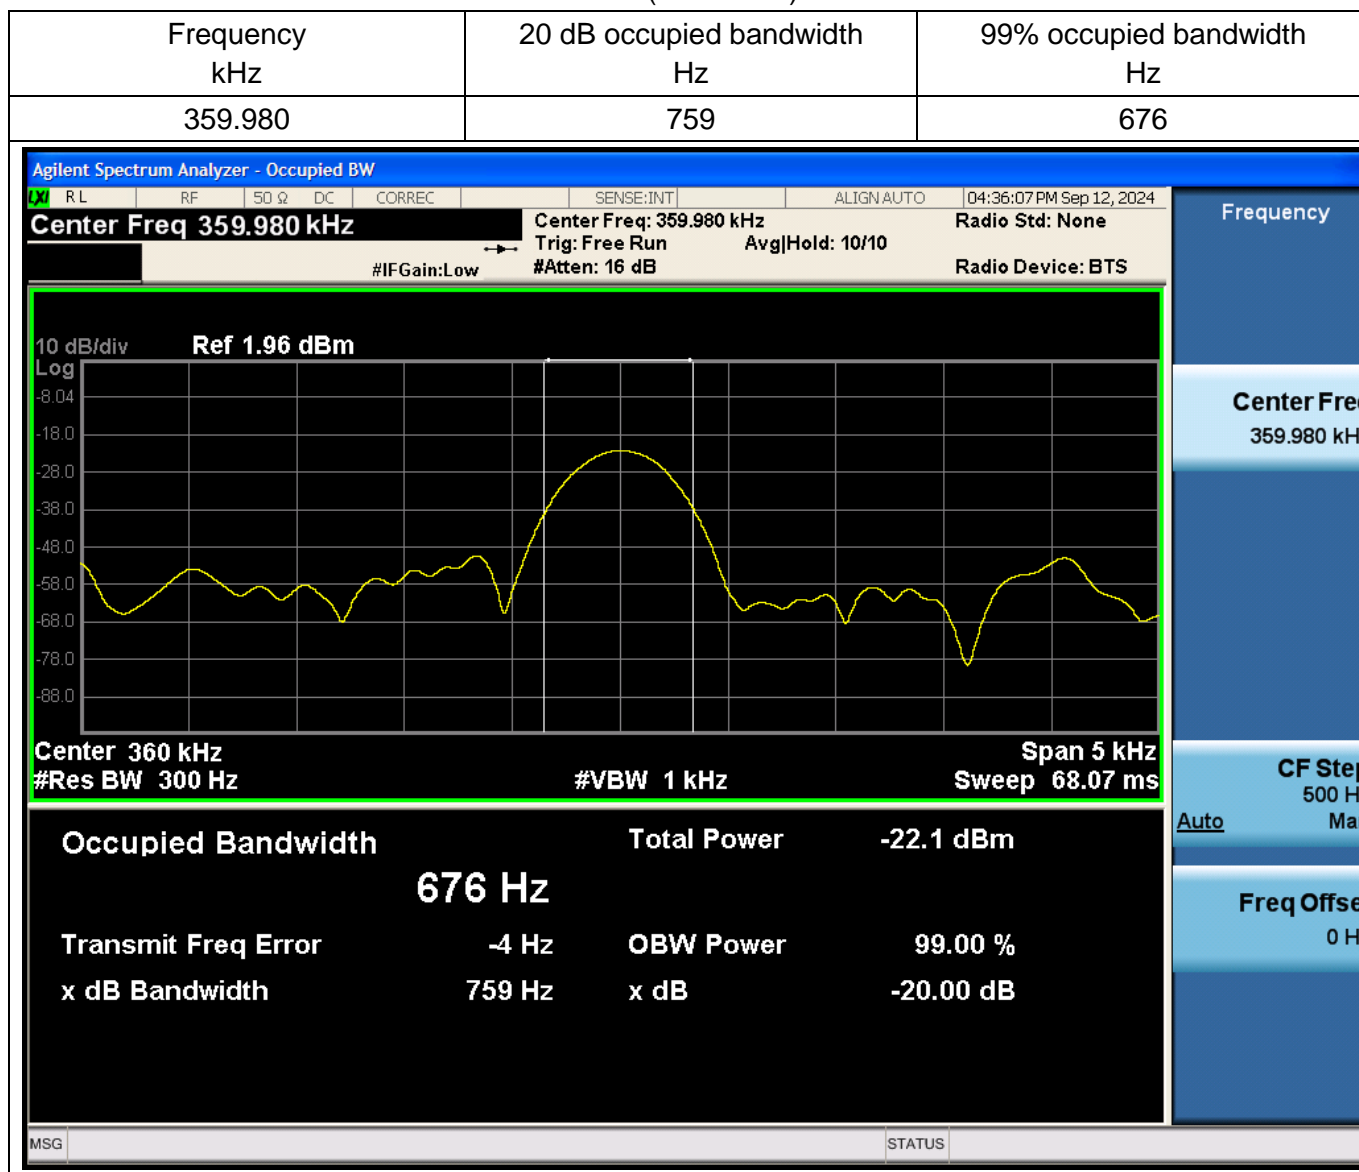 Frequency 20 dB occupied bandwidth 99% occupied bandwidth
kHz Hz Hz
359.980 759 676
Agilent Spectrum Analyzer - Occupied BW
LXI RL RF 50 Ω DC CORREC SENSE:INT ALIGN AUTO 04:36:07 PM Sep 12, 2024
Center Freq 359.980 kHz
Center Freq: 359.980 kHz Radio Std: None
Trig: Free Run Avg|Hold: 10/10
#IFGain:Low #Atten: 16 dB Radio Device: BTS
Frequency
10 dB/div Ref 1.96 dBm
Log
-8.04
-18.0
-28.0
-38.0
-48.0
-58.0
-68.0
-78.0
-88.0
Center 360 kHz Span 5 kHz
#Res BW 300 Hz #VBW 1 kHz Sweep 68.07 ms
Center Fre
359.980 kH
CF Ste
500 H
Auto Ma
Freq Offse
0 H
Occupied Bandwidth Total Power -22.1 dBm
676 Hz
Transmit Freq Error -4 Hz OBW Power 99.00 %
x dB Bandwidth 759 Hz x dB -20.00 dB
MSG STATUS